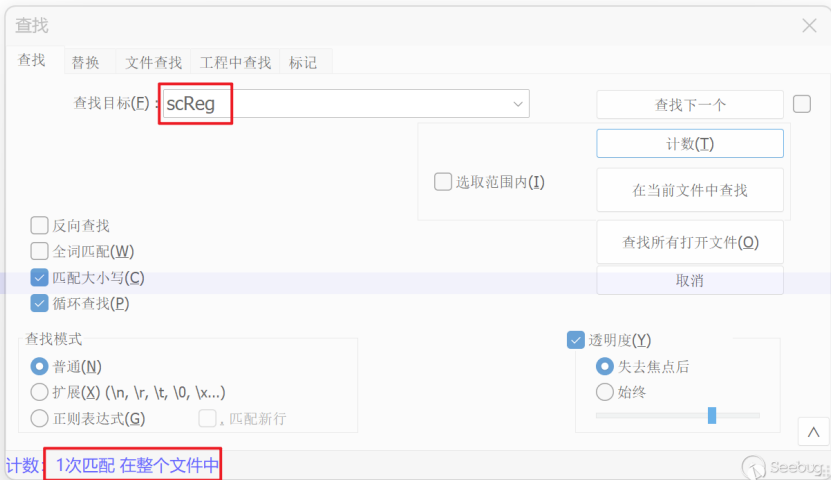 查找
查找 替换 文件查找 工程中查找 标记
查找目标(F) : scReg
查找下一个
计数(T)
选取范围内(I)
在当前文件中查找
反向查找
全词匹配(W)
查找所有打开文件(O)
匹配大小写(C)
取消
循环查找(P)
查找模式
透明度(Y)
普通(N)
失去焦点后
扩展(X) (\n, \r, \t, \0, \x...)
始终
正则表达式(G)
. 匹配新行
计数: 1次匹配 在整个文件中
Seebug